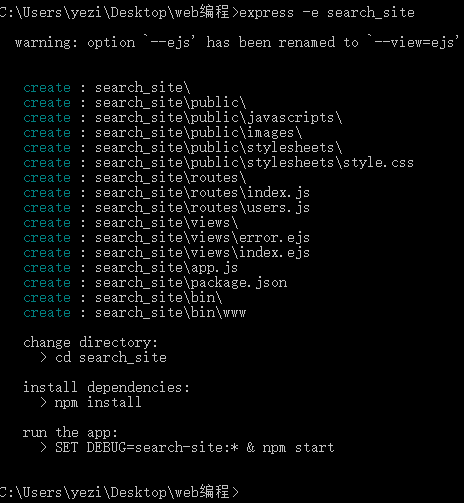 C:\Users\yezi\Desktop\web编程>express -e search_site
warning: option `--ejs' has been renamed to `--view=ejs'
create : search_site\
create : search_site\public\
create : search_site\public\javascripts\
create : search_site\public\images\
create : search_site\public\stylesheets\
create : search_site\public\stylesheets\style.css
create : search_site\routes\
create : search_site\routes\index.js
create : search_site\routes\users.js
create : search_site\views\
create : search_site\views\error.ejs
create : search_site\views\index.ejs
create : search_site\app.js
create : search_site\package.json
create : search_site\bin\
create : search_site\bin\www
change directory:
> cd search_site
install dependencies:
> npm install
run the app:
> SET DEBUG=search-site:* & npm start
C:\Users\yezi\Desktop\web编程>